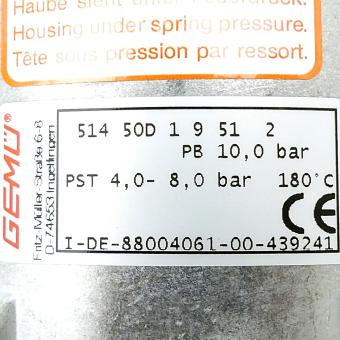 Haube steht unter Federdruck.
Housing under spring pressure.
Tête sous pression par ressort.
GEMÜ®
Fritz-Müller-Straße 6-8
D-74653 Ingelfingen
514 50D 1 9 51 2
PB 10,0 bar
PST 4,0- 8,0 bar 180°C
CE
I-DE-88004061-00-439241